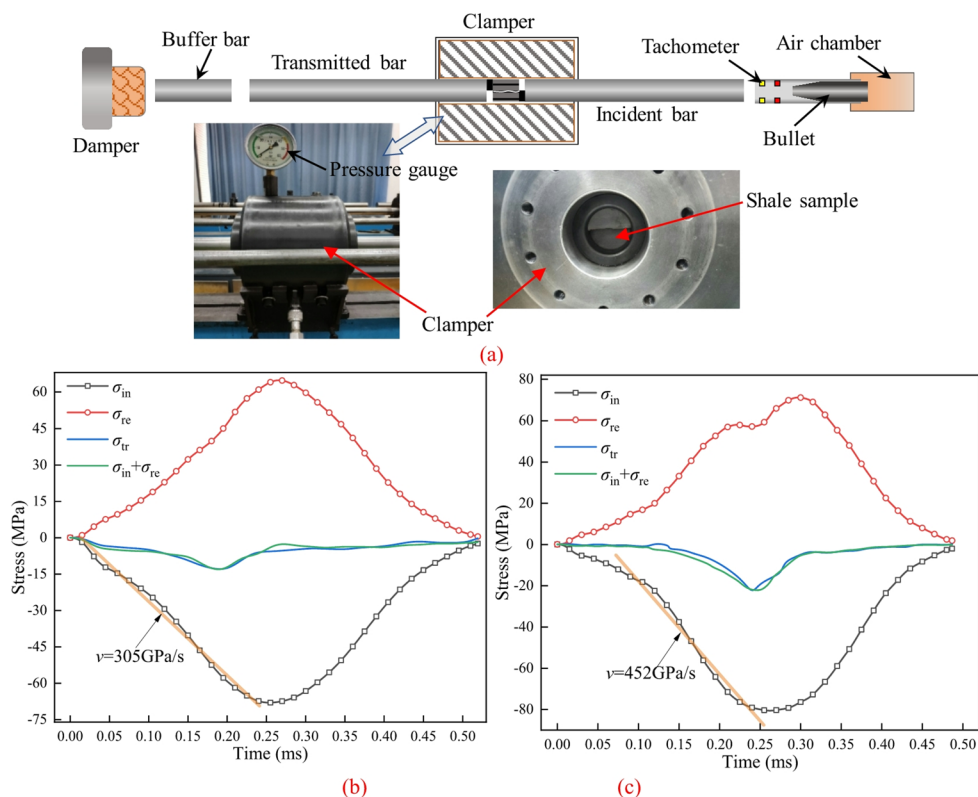 Clamper
Buffer bar
Transmitted bar
Tachometer
Air chamber
Incident bar
Bullet
Damper
Pressure gauge
Shale sample
Clamper
(a)
σin
σre
σtr
σin+σre
Stress (MPa)
60
45
30
15
0
-15
-30
-45
-60
-75
v=305GPa/s
0.00 0.05 0.10 0.15 0.20 0.25 0.30 0.35 0.40 0.45 0.50
Time (ms)
(b)
σin
σre
σtr
σin+σre
Stress (MPa)
80
60
40
20
0
-20
-40
-60
-80
v=452GPa/s
0.00 0.05 0.10 0.15 0.20 0.25 0.30 0.35 0.40 0.45 0.50
Time (ms)
(c)